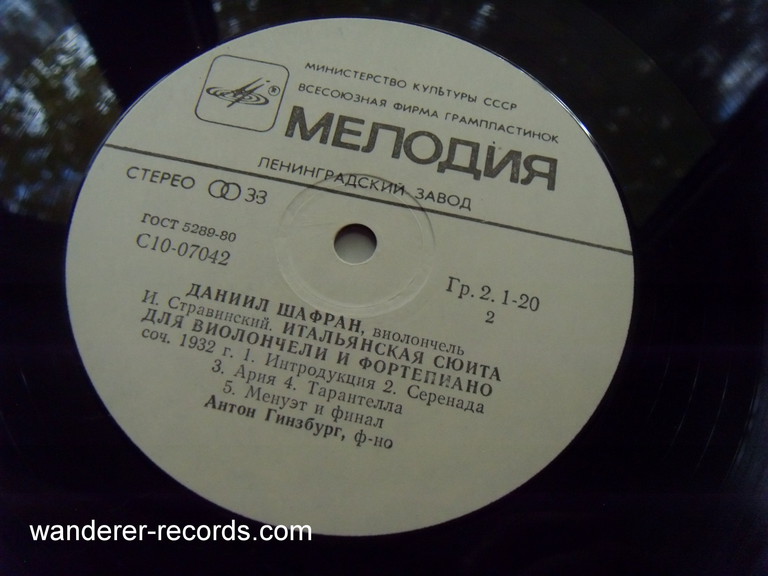 МИНИСТЕРСТВО КУЛЬТУРЫ СССР
ВСЕСОЮЗНАЯ ФИРМА ГРАМПЛАСТИНОК
®
МЕЛОДИЯ
ЛЕНИНГРАДСКИЙ ЗАВОД
СТЕРЕО 33
ГОСТ 5289-80
С10-07042
Гр. 2. 1-20
2
ДАНИИЛ ШАФРАН, виолончель
И. Стравинский. ИТАЛЬЯНСКАЯ СЮИТА
ДЛЯ ВИОЛОНЧЕЛИ И ФОРТЕПИАНО
соч. 1932 г. 1. Интродукция 2. Серенада
3. Ария 4. Тарантелла
5. Менуэт и финал
Антон Гинзбург, ф-но
wanderer-records.com